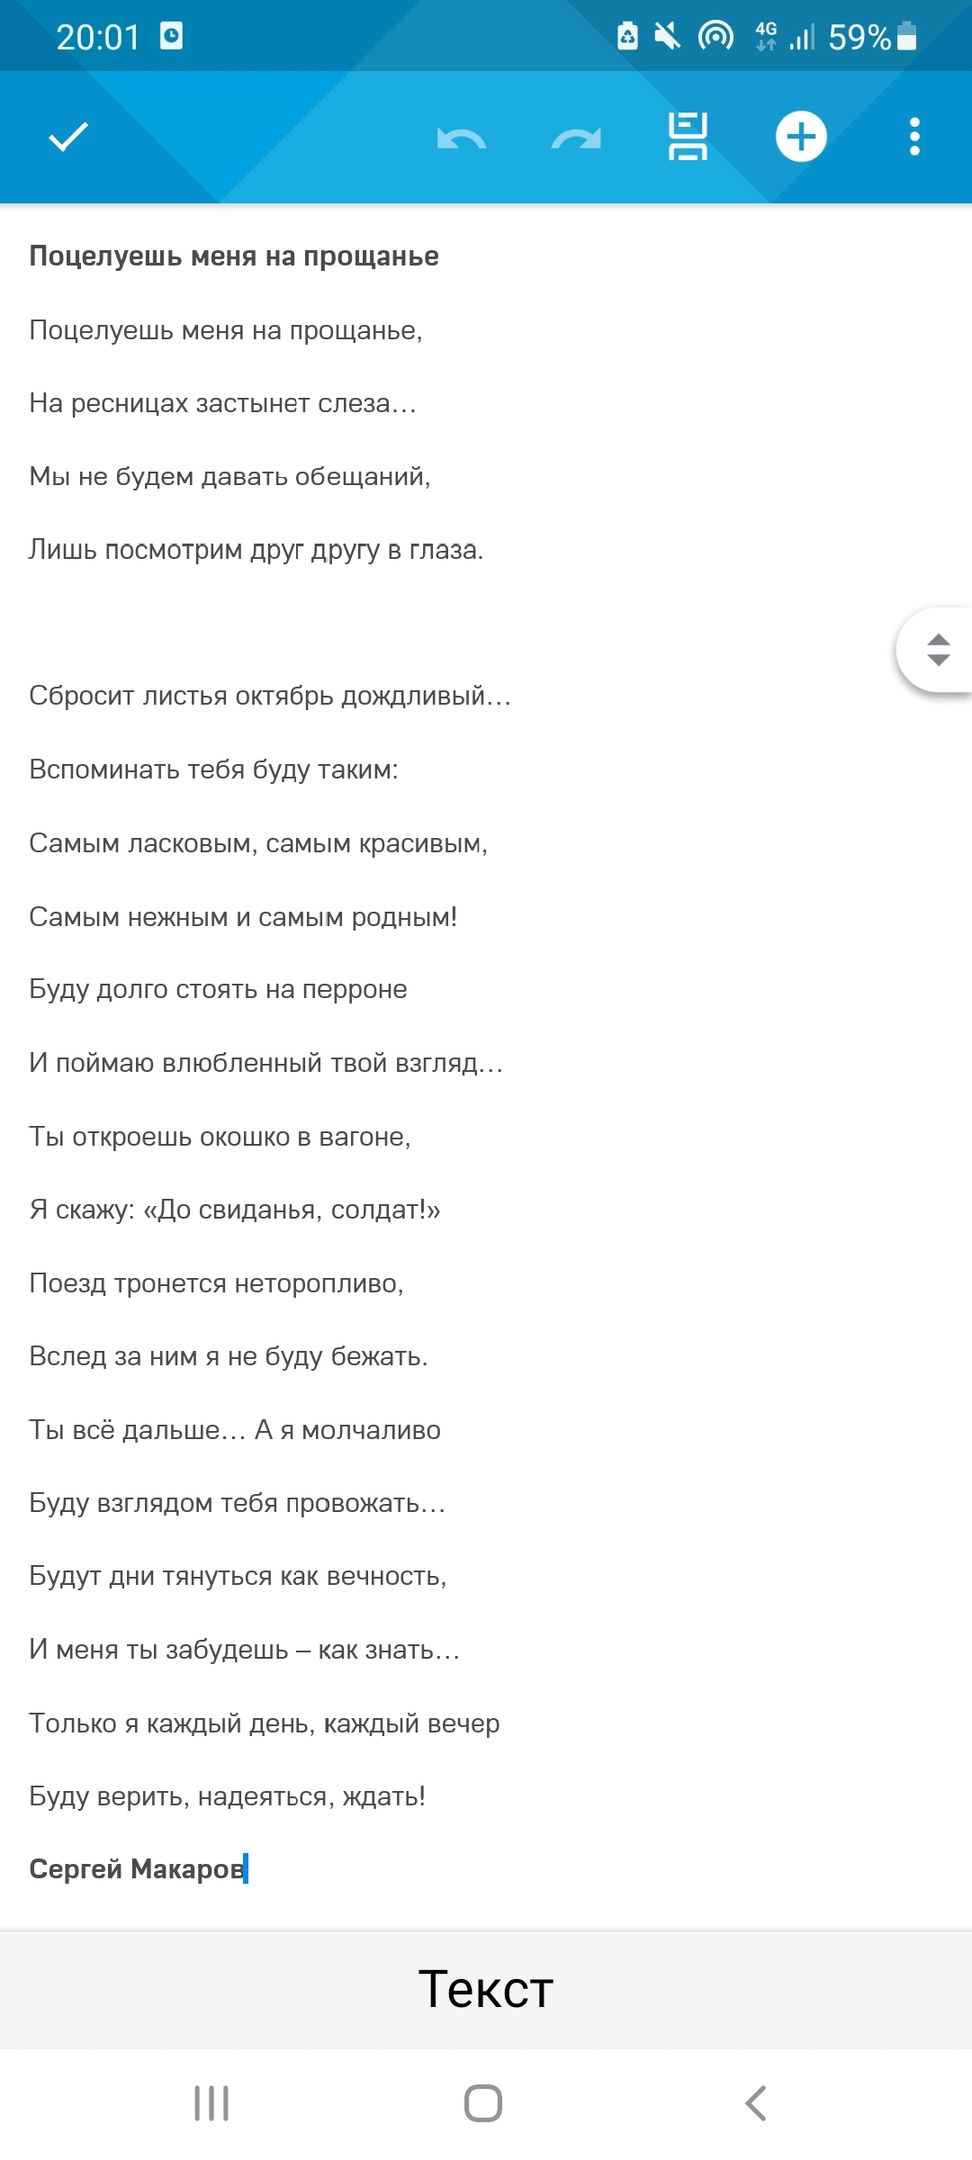 20:01
4G
59%
Поцелуешь меня на прощанье
Поцелуешь меня на прощанье,
На ресницах застынет слеза...
Мы не будем давать обещаний,
Лишь посмотрим друг другу в глаза.
Сбросит листья октябрь дождливый...
Вспоминать тебя буду таким:
Самым ласковым, самым красивым,
Самым нежным и самым родным!
Буду долго стоять на перроне
И поймаю влюбленный твой взгляд...
Ты откроешь окошко в вагоне,
Я скажу: «До свиданья, солдат!»
Поезд тронется неторопливо,
Вслед за ним я не буду бежать.
Ты всё дальше... А я молчаливо
Буду взглядом тебя провожать...
Будут дни тянуться как вечность,
И меня ты забудешь – как знать...
Только я каждый день, каждый вечер
Буду верить, надеяться, ждать!
Сергей Макаров
Текст